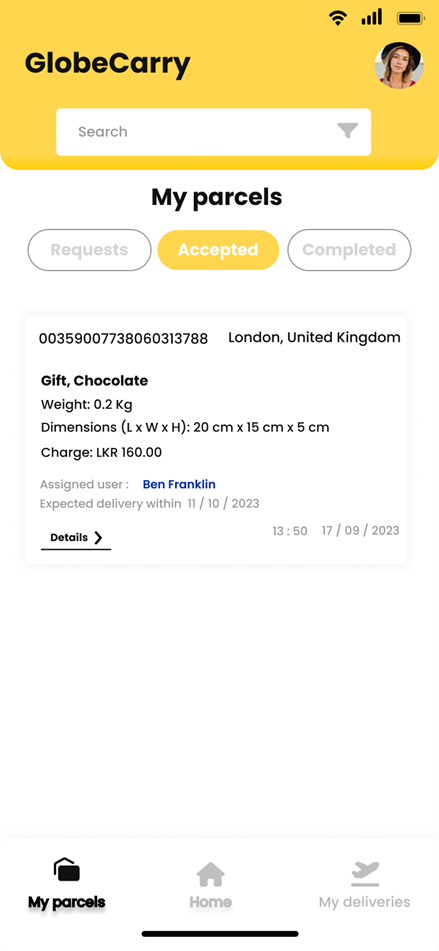 GlobeCarry
Search
My parcels
Requests
Accepted
Completed
00359007738060313788
London, United Kingdom
Gift, Chocolate
Weight: 0.2 Kg
Dimensions (L x W x H): 20 cm x 15 cm x 5 cm
Charge: LKR 160.00
Assigned user : Ben Franklin
Expected delivery within 11 / 10 / 2023
Details
13 : 50 17 / 09 / 2023
My parcels
Home
My deliveries